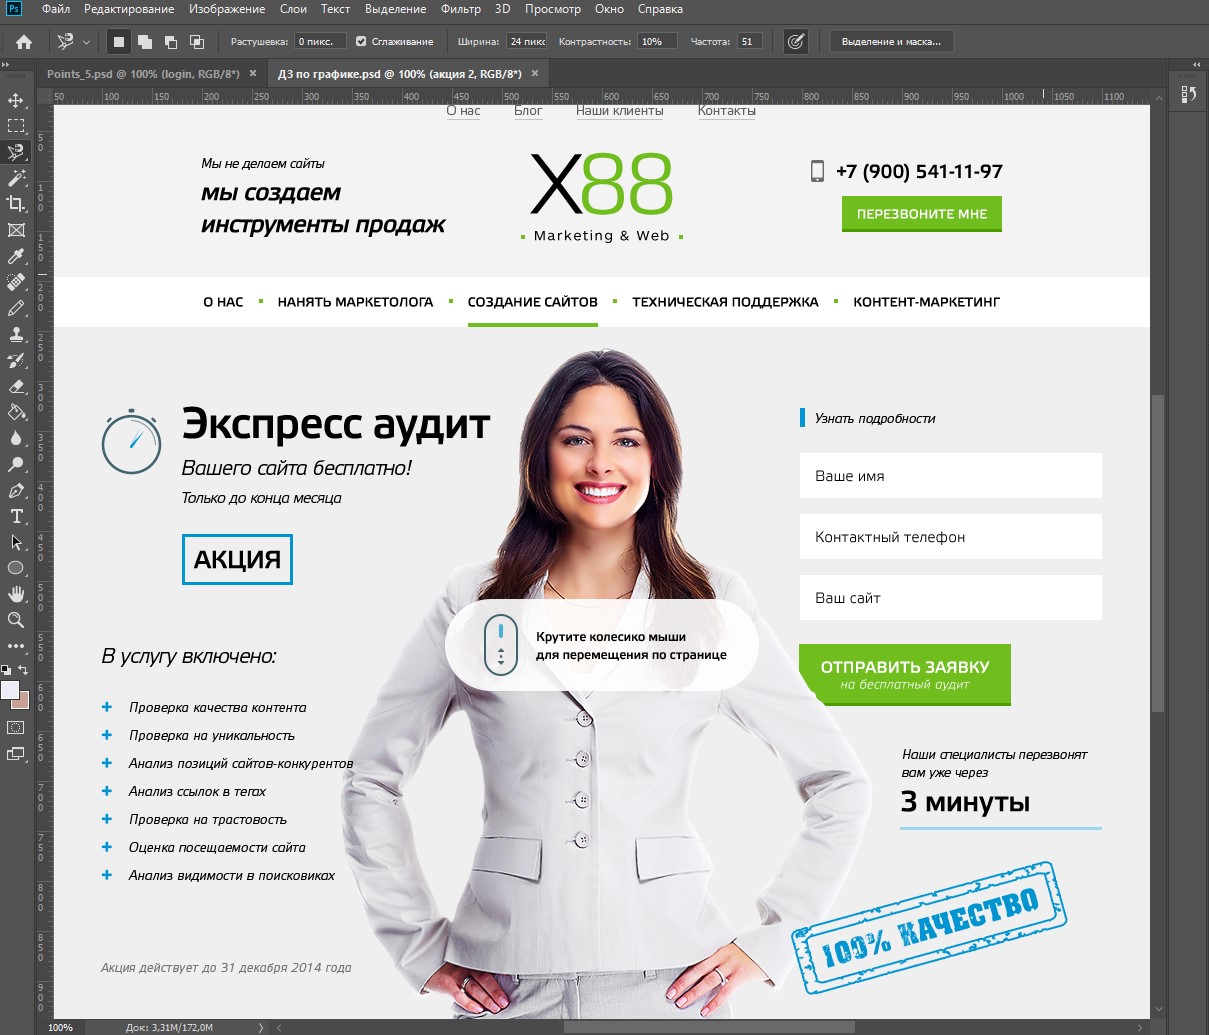 Ps
Файл Редактирование Изображение Слои Текст Выделение Фильтр 3D Просмотр Окно Справка
Растушевка: 0 пикс. Сглаживание Ширина: 24 пикс Контрастность: 10% Частота: 51 Выделение и маска...
Points_5.psd @ 100% (login, RGB/8*) × ДЗ по графике.psd @ 100% (акция 2, RGB/8*) ×
50 100 150 200 250 300 350 400 450 500 550 600 650 700 750 800 850 900 950 1000 1050 1100
О нас Блог Наши клиенты Контакты
Мы не делаем сайты
мы создаем
инструменты продаж
X88
Marketing & Web
+7 (900) 541-11-97
ПЕРЕЗВОНИТЕ МНЕ
О НАС НАНЯТЬ МАРКЕТОЛОГА СОЗДАНИЕ САЙТОВ ТЕХНИЧЕСКАЯ ПОДДЕРЖКА КОНТЕНТ-МАРКЕТИНГ
Экспресс аудит
Вашего сайта бесплатно!
Только до конца месяца
АКЦИЯ
Узнать подробности
Ваше имя
Контактный телефон
Ваш сайт
ОТПРАВИТЬ ЗАЯВКУ
на бесплатный аудит
Крутите колесико мыши
для перемещения по странице
В услугу включено:
Проверка качества контента
Проверка на уникальность
Анализ позиций сайтов-конкурентов
Анализ ссылок в тегах
Проверка на трастовость
Оценка посещаемости сайта
Анализ видимости в поисковиках
Наши специалисты перезвонят
вам уже через
3 минуты
100% КАЧЕСТВО
Акция действует до 31 декабря 2014 года
100% Док: 3,31M/172,0M